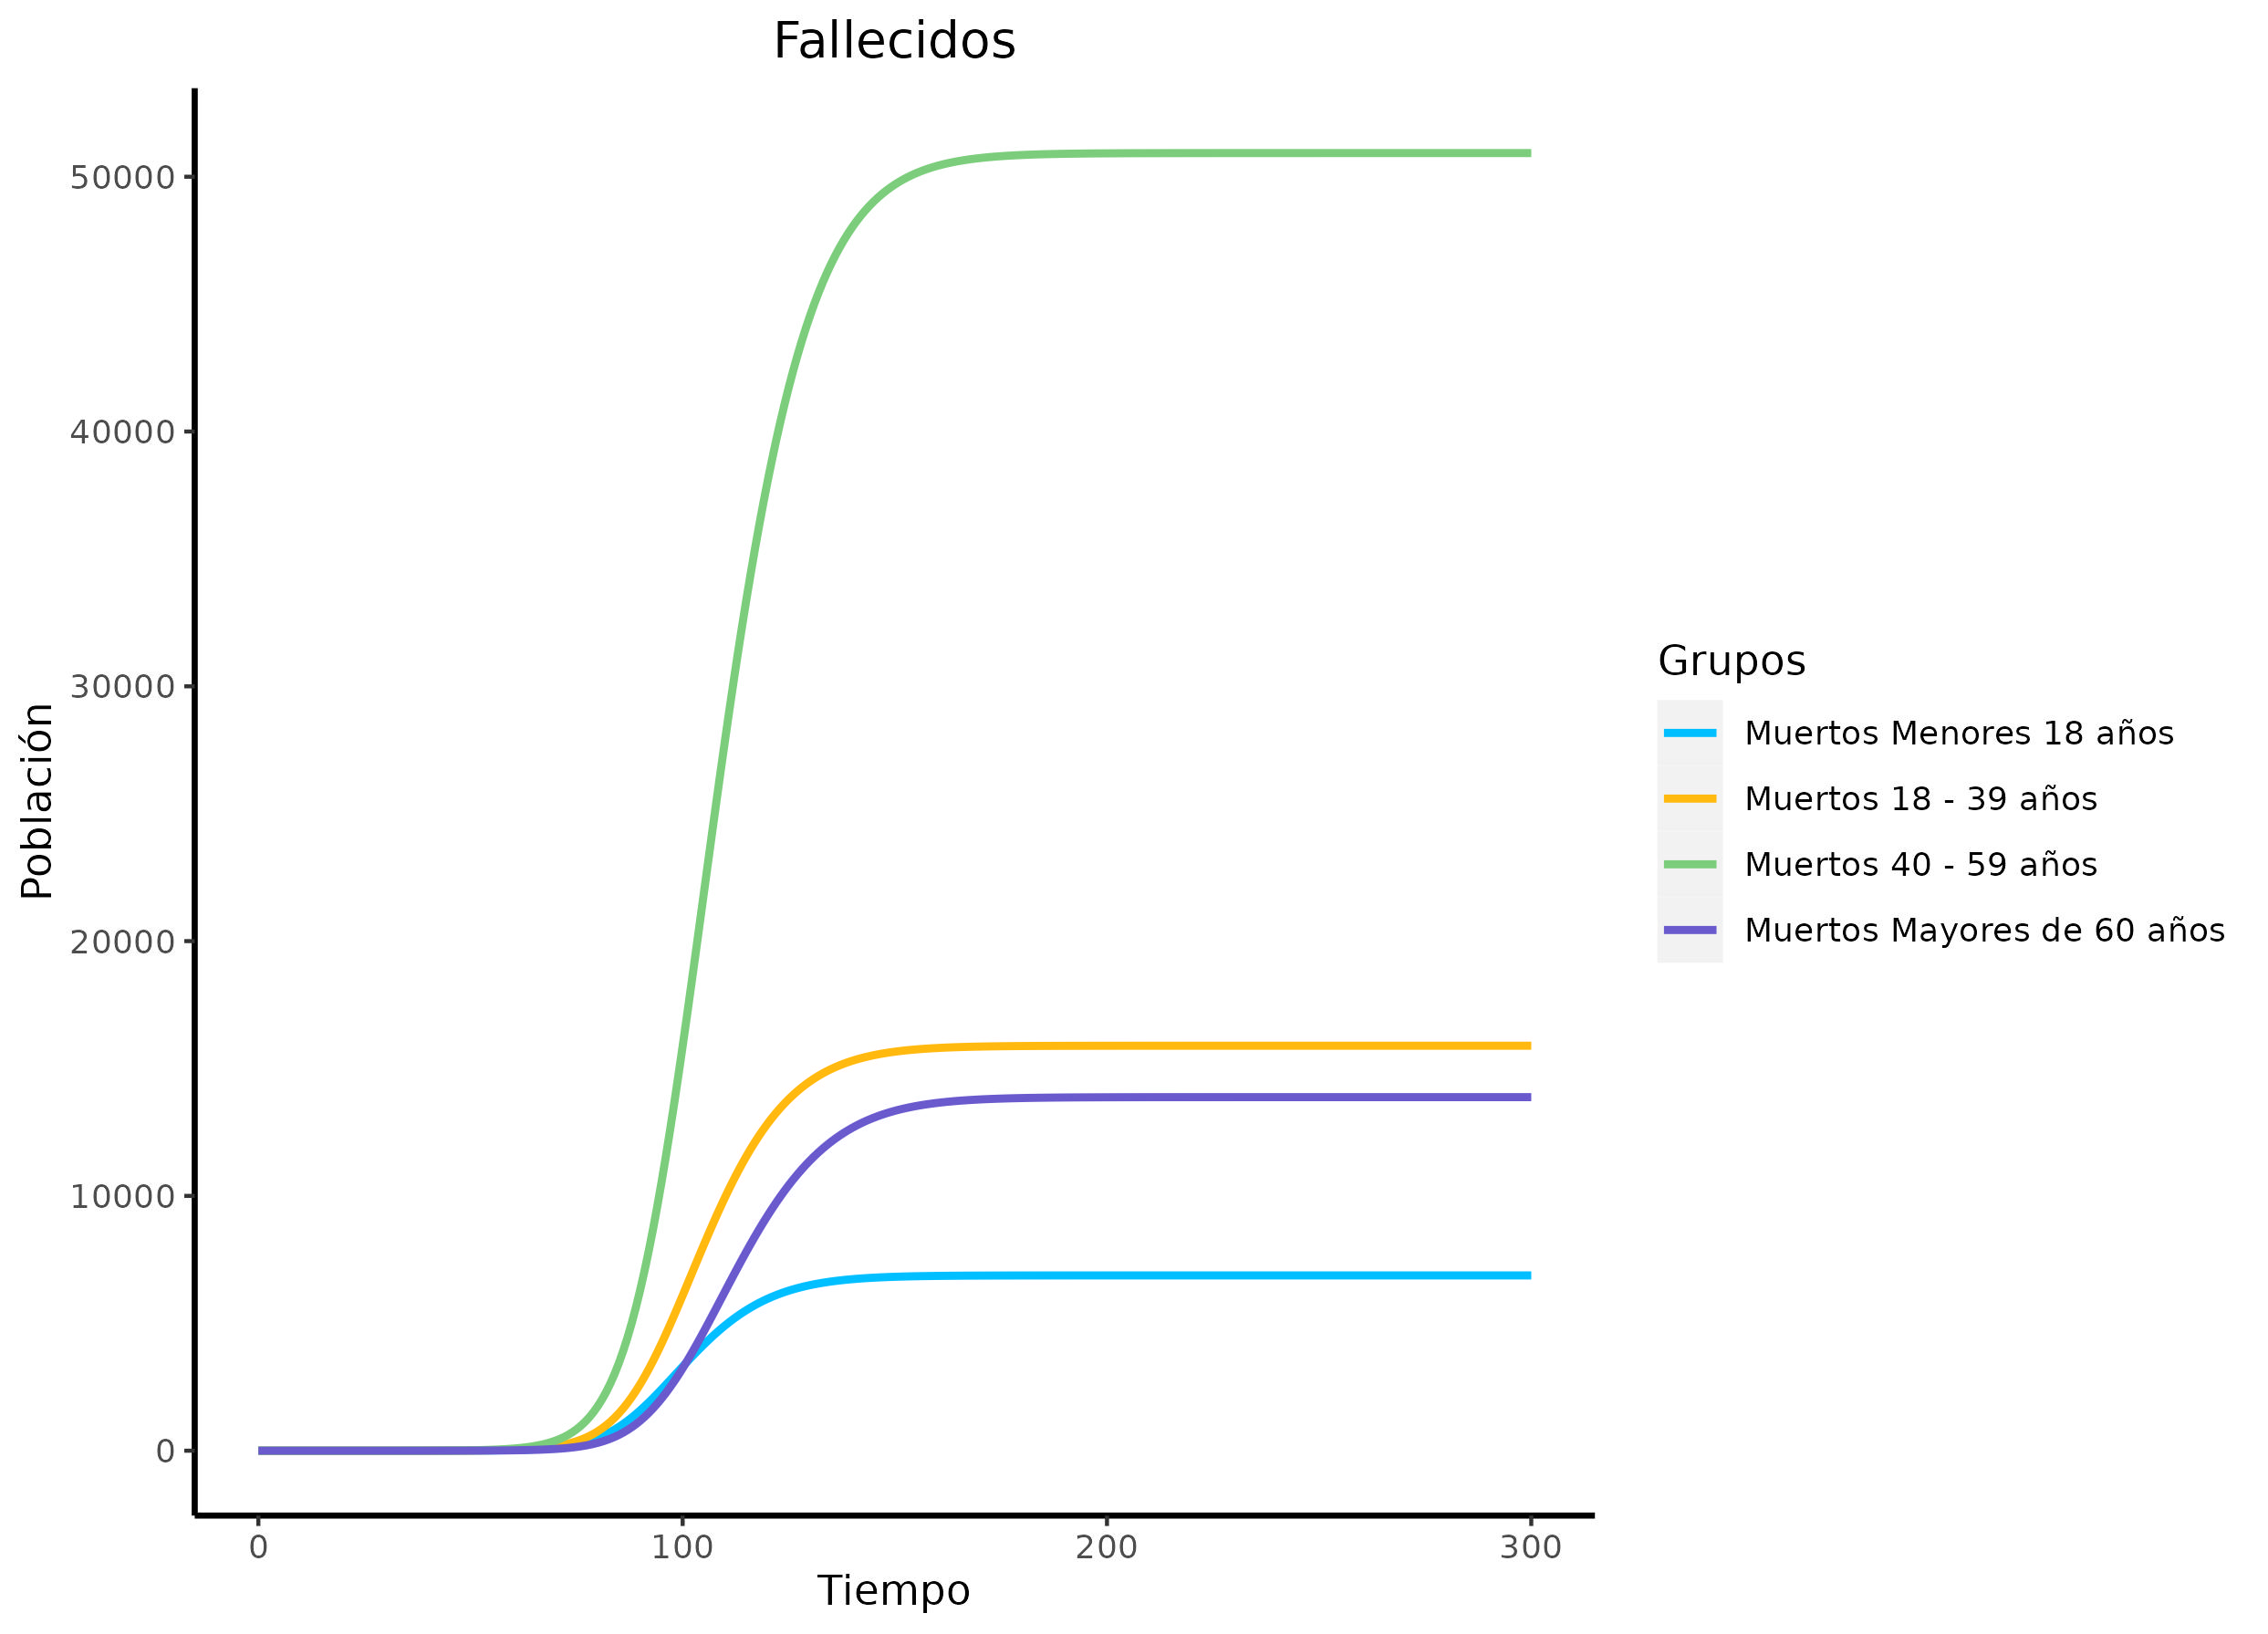 Fallecidos
Población
50000
40000
30000
20000
10000
0
0 100 200 300
Tiempo
Grupos
Muertos Menores 18 años
Muertos 18 - 39 años
Muertos 40 - 59 años
Muertos Mayores de 60 años